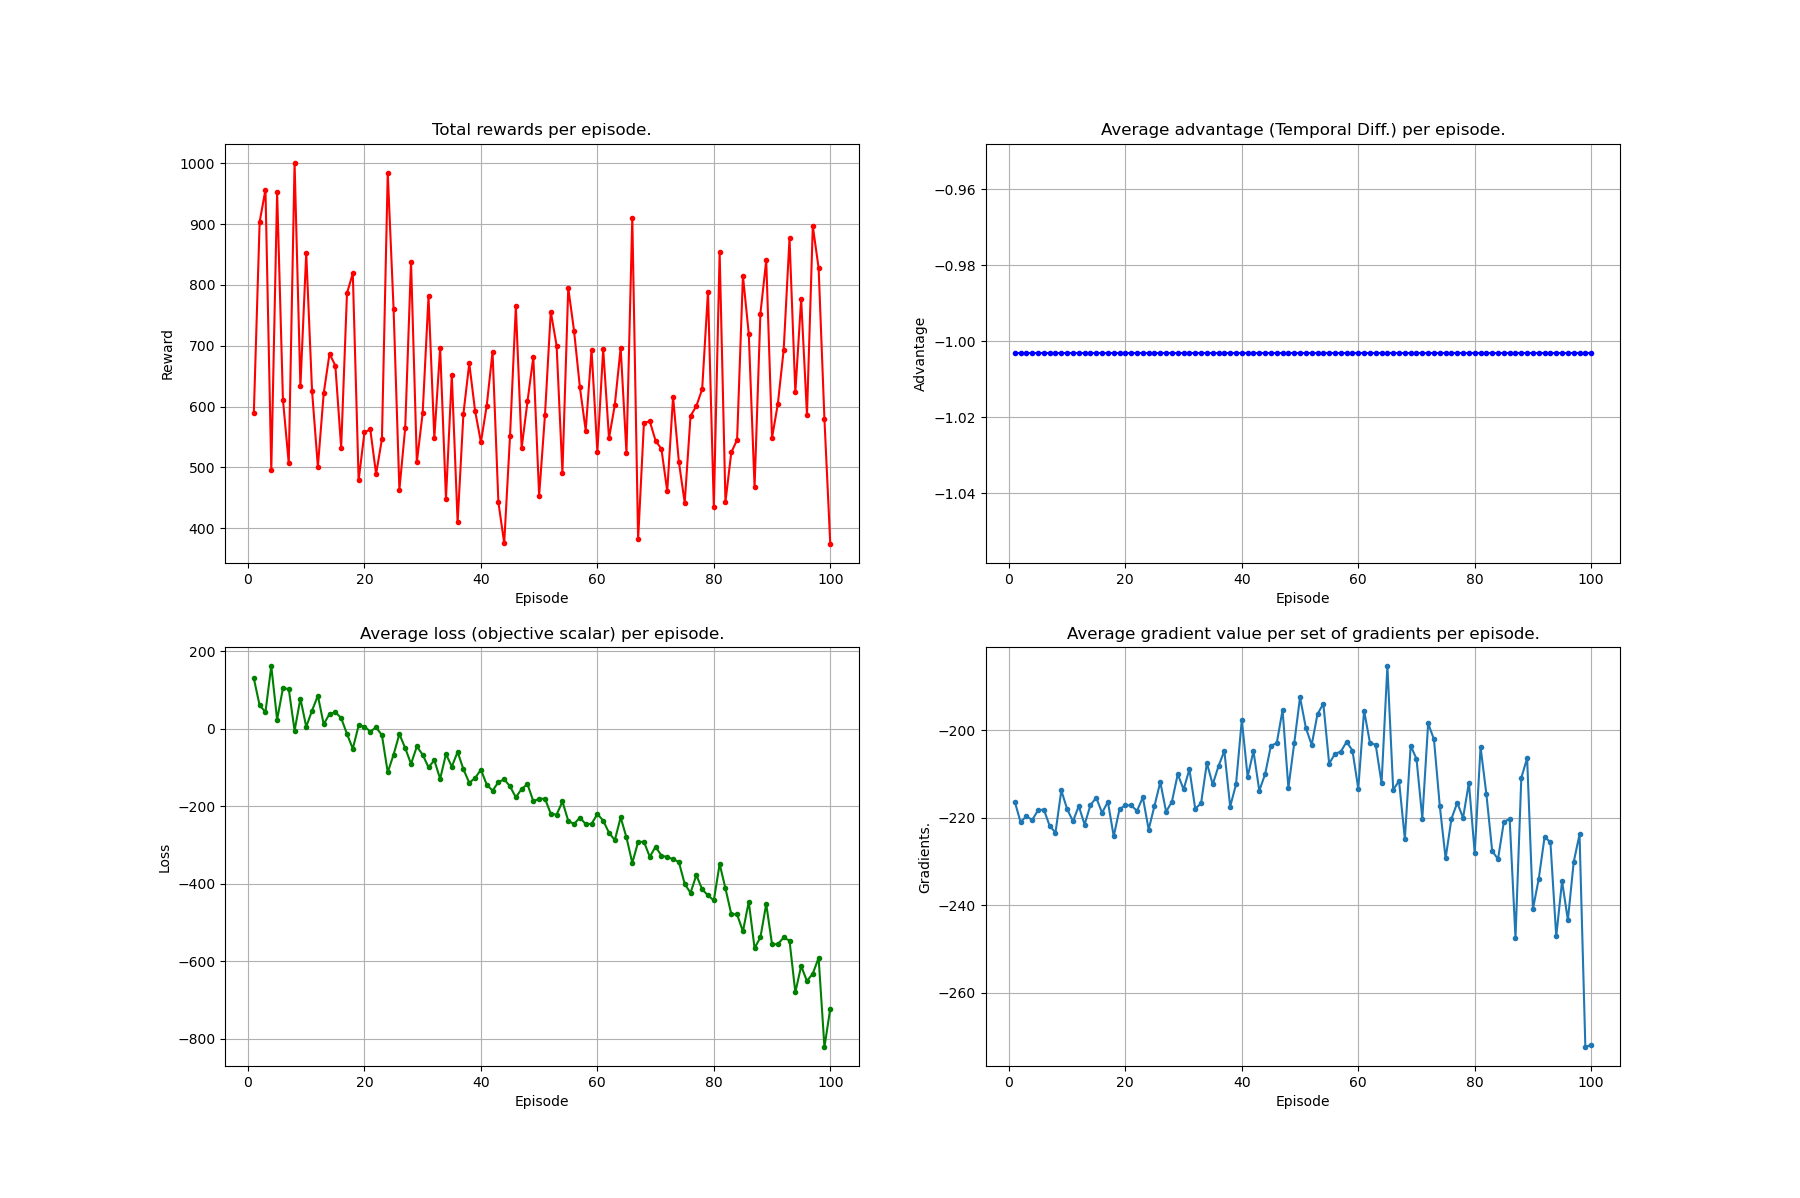 Total rewards per episode.
Reward
1000
900
800
700
600
500
400
0 20 40 60 80 100
Episode
Average advantage (Temporal Diff.) per episode.
Advantage
−0.96
−0.98
−1.00
−1.02
−1.04
0 20 40 60 80 100
Episode
Average loss (objective scalar) per episode.
Loss
200
0
−200
−400
−600
−800
0 20 40 60 80 100
Episode
Average gradient value per set of gradients per episode.
Gradients.
−200
−220
−240
−260
0 20 40 60 80 100
Episode